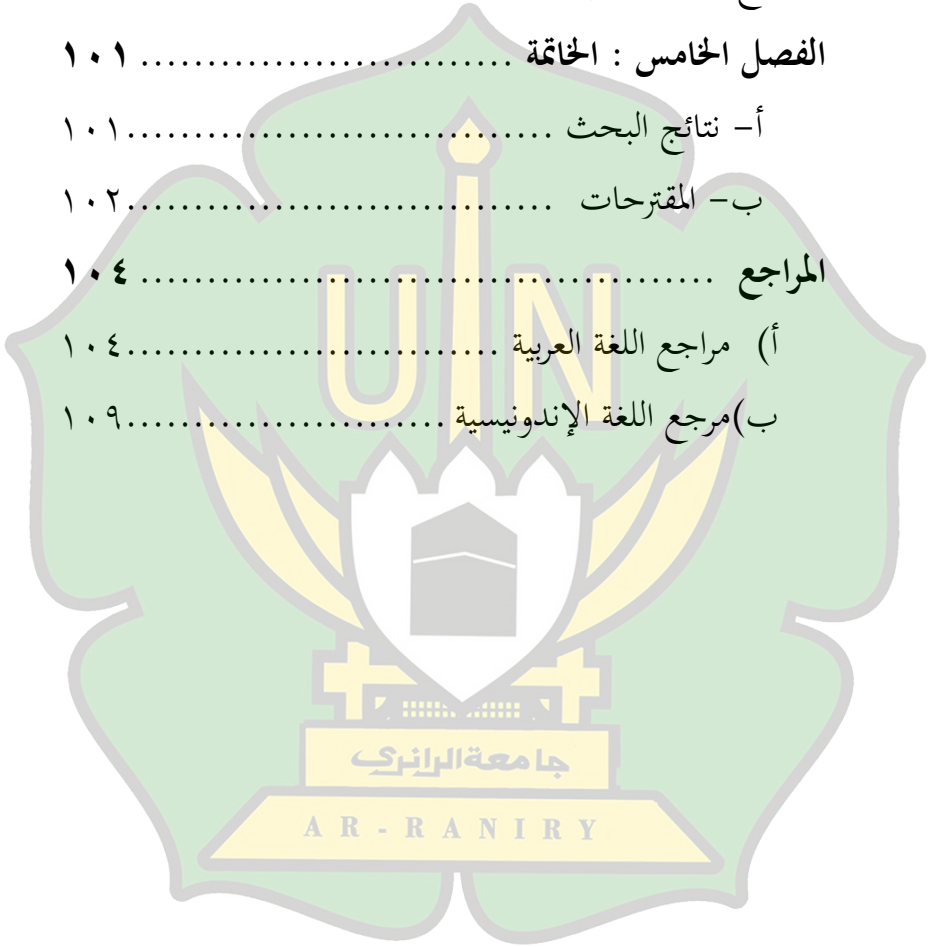 الفصل الخامس : الخاتمة ............................ ١٠١
أ- نتائج البحث ................................١٠١
ب- المقترحات ................................١٠٢
المراجع ........................................... ١٠٤
أ) مراجع اللغة العربية ............................١٠٤
ب)مرجع اللغة الإندونيسية ........................١٠٩
UIN
جامعة الرانري
AR-RANIRY